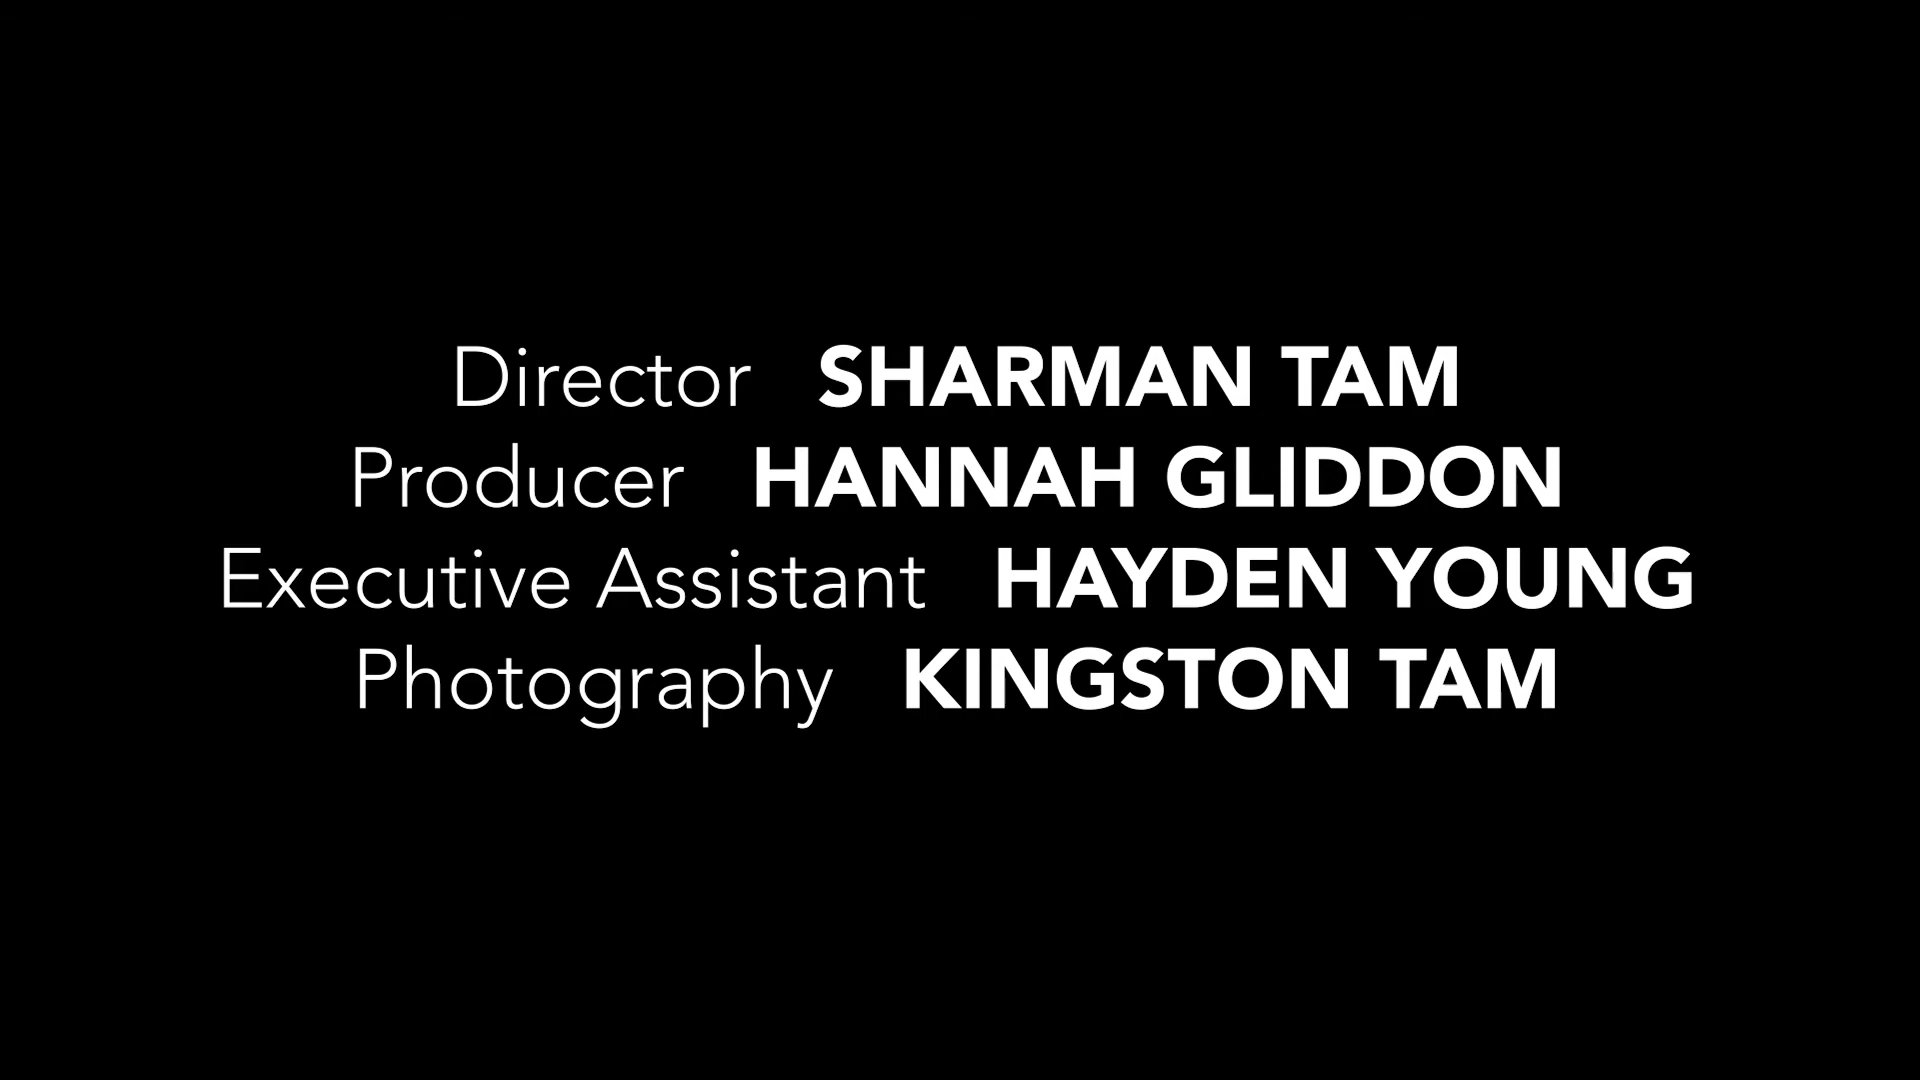 Director SHARMAN TAM
Producer HANNAH GLIDDON
Executive Assistant HAYDEN YOUNG
Photography KINGSTON TAM